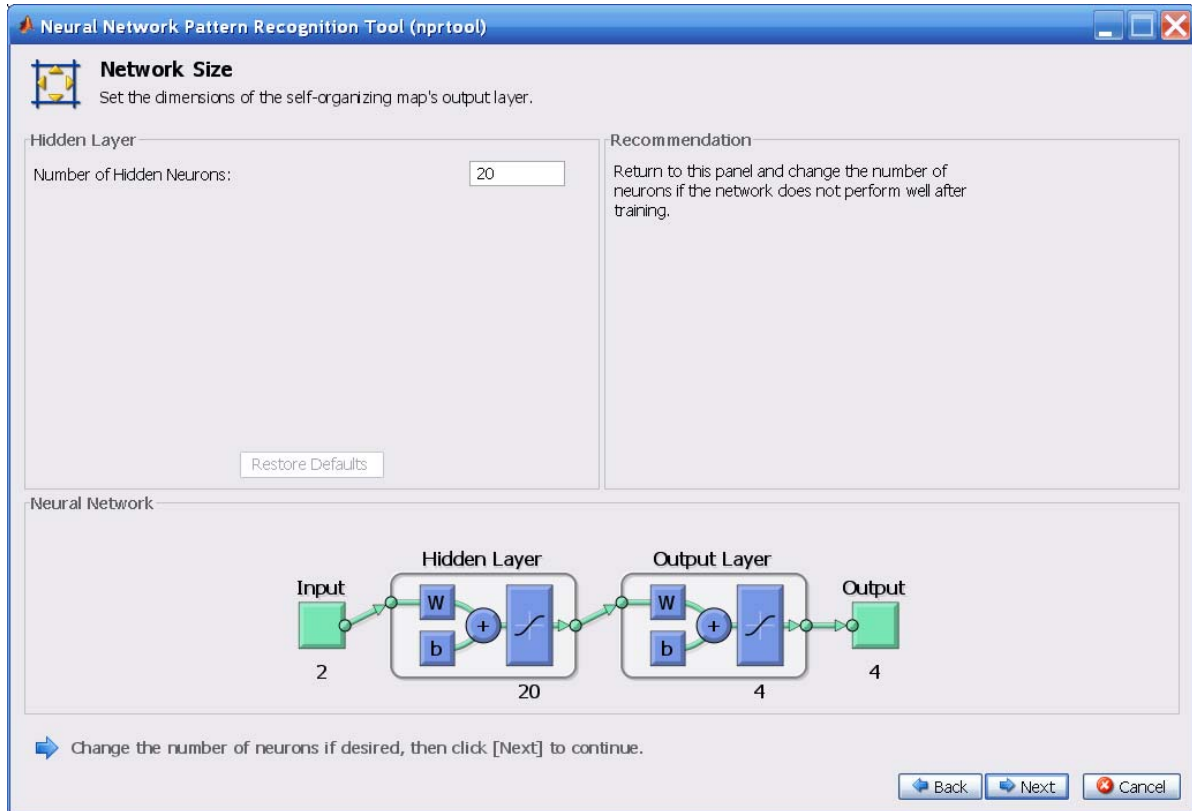 Neural Network Pattern Recognition Tool (nprtool)
Network Size
Set the dimensions of the self-organizing map's output layer.
Hidden Layer
Number of Hidden Neurons:
20
Restore Defaults
Recommendation
Return to this panel and change the number of
neurons if the network does not perform well after
training.
Neural Network
Hidden Layer
Output Layer
Input
Output
W
b
+
W
b
+
2
20
4
4
Change the number of neurons if desired, then click [Next] to continue.
Back
Next
Cancel